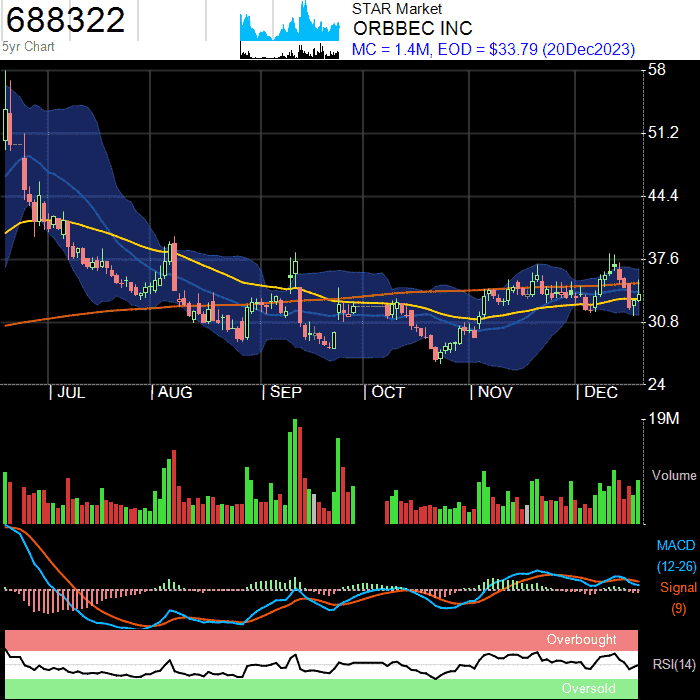 688322
5yr Chart
STAR Market
ORBBEC INC
MC = 1.4M, EOD = $33.79 (20Dec2023)
58
51.2
44.4
37.6
30.8
24
JUL AUG SEP OCT NOV DEC
19M
Volume
MACD
(12-26)
Signal
(9)
Overbought
RSI(14)
Oversold